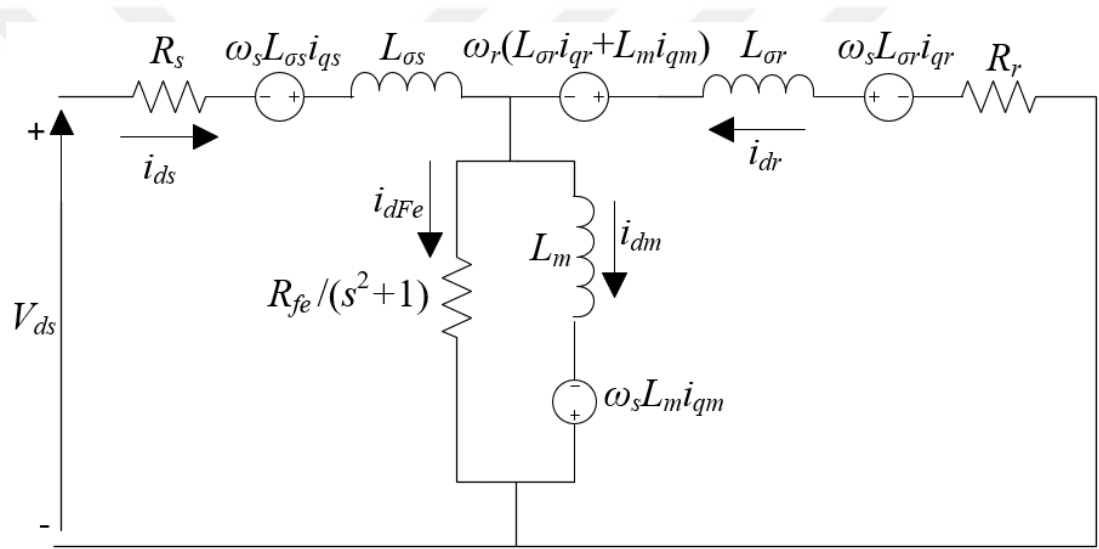 R_s
ω_sL_σsi_qs
L_σs
ω_r(L_σri_qr+L_mi_qm)
L_σr
ω_sL_σri_qr
R_r
- +
- +
+ -
+
i_ds
i_dr
i_dFe
i_dm
L_m
R_fe/(s²+1)
V_ds
-
+
ω_sL_mi_qm
-